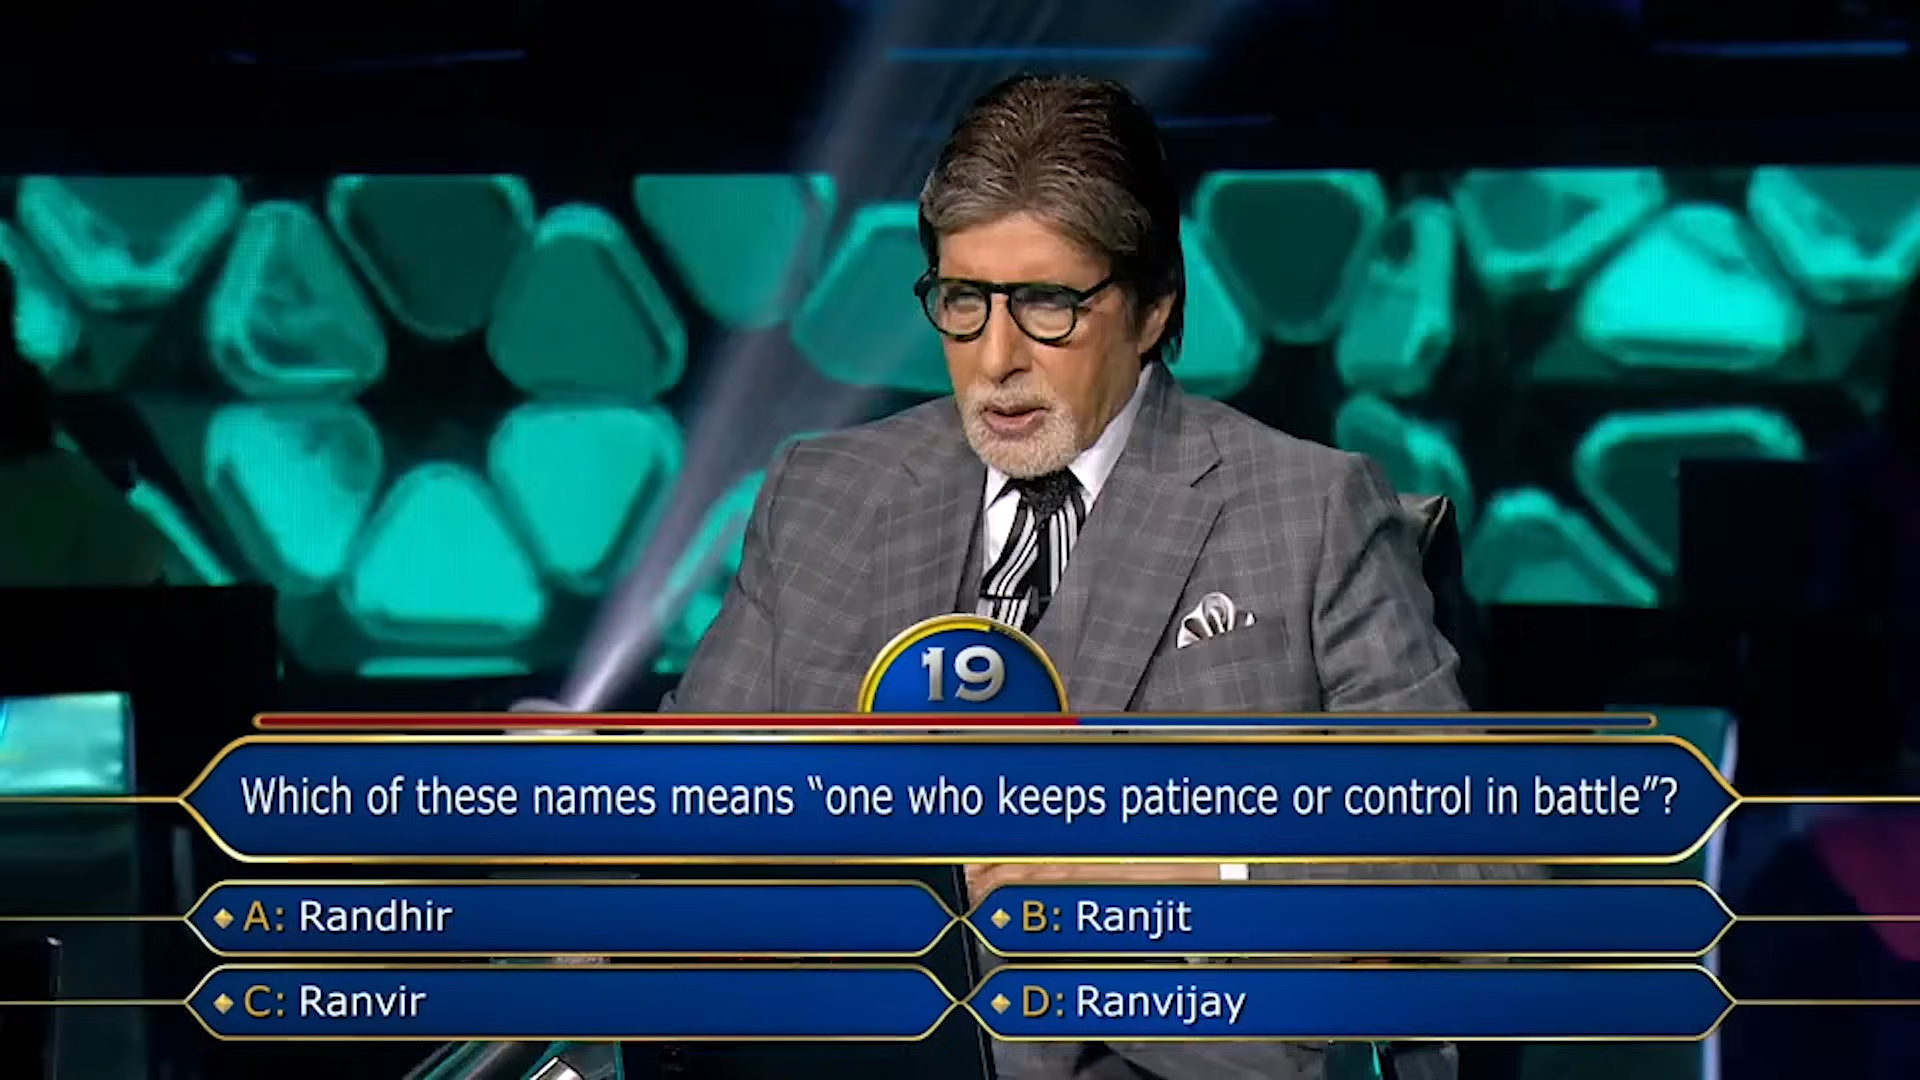 19
Which of these names means “one who keeps patience or control in battle”?
A: Randhir
B: Ranjit
C: Ranvir
D: Ranvijay